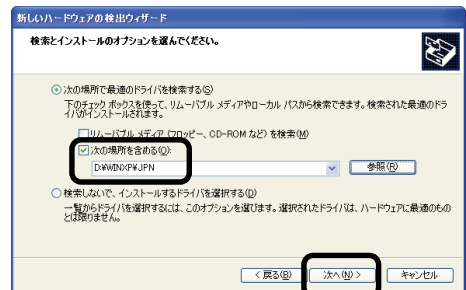 新しいハードウェアの検出ウィザード
検索とインストールのオプションを選んでください。
次の場所で最適のドライバを検索する(S)
下のチェック ボックスを使って、リムーバブル メディアやローカル パスから検索できます。検索された最適のドラ
イバがインストールされます。
リムーバブル メディア (フロッピー、CD-ROM など) を検索(M)
次の場所を含める(O):
D:¥WINXP¥JPN
参照(R)
検索しないで、インストールするドライバを選択する(D)
一覧からドライバを選択するには、このオプションを選びます。選択されたドライバは、ハードウェアに最適のもの
とは限りません。
< 戻る(B)
次へ(N) >
キャンセル